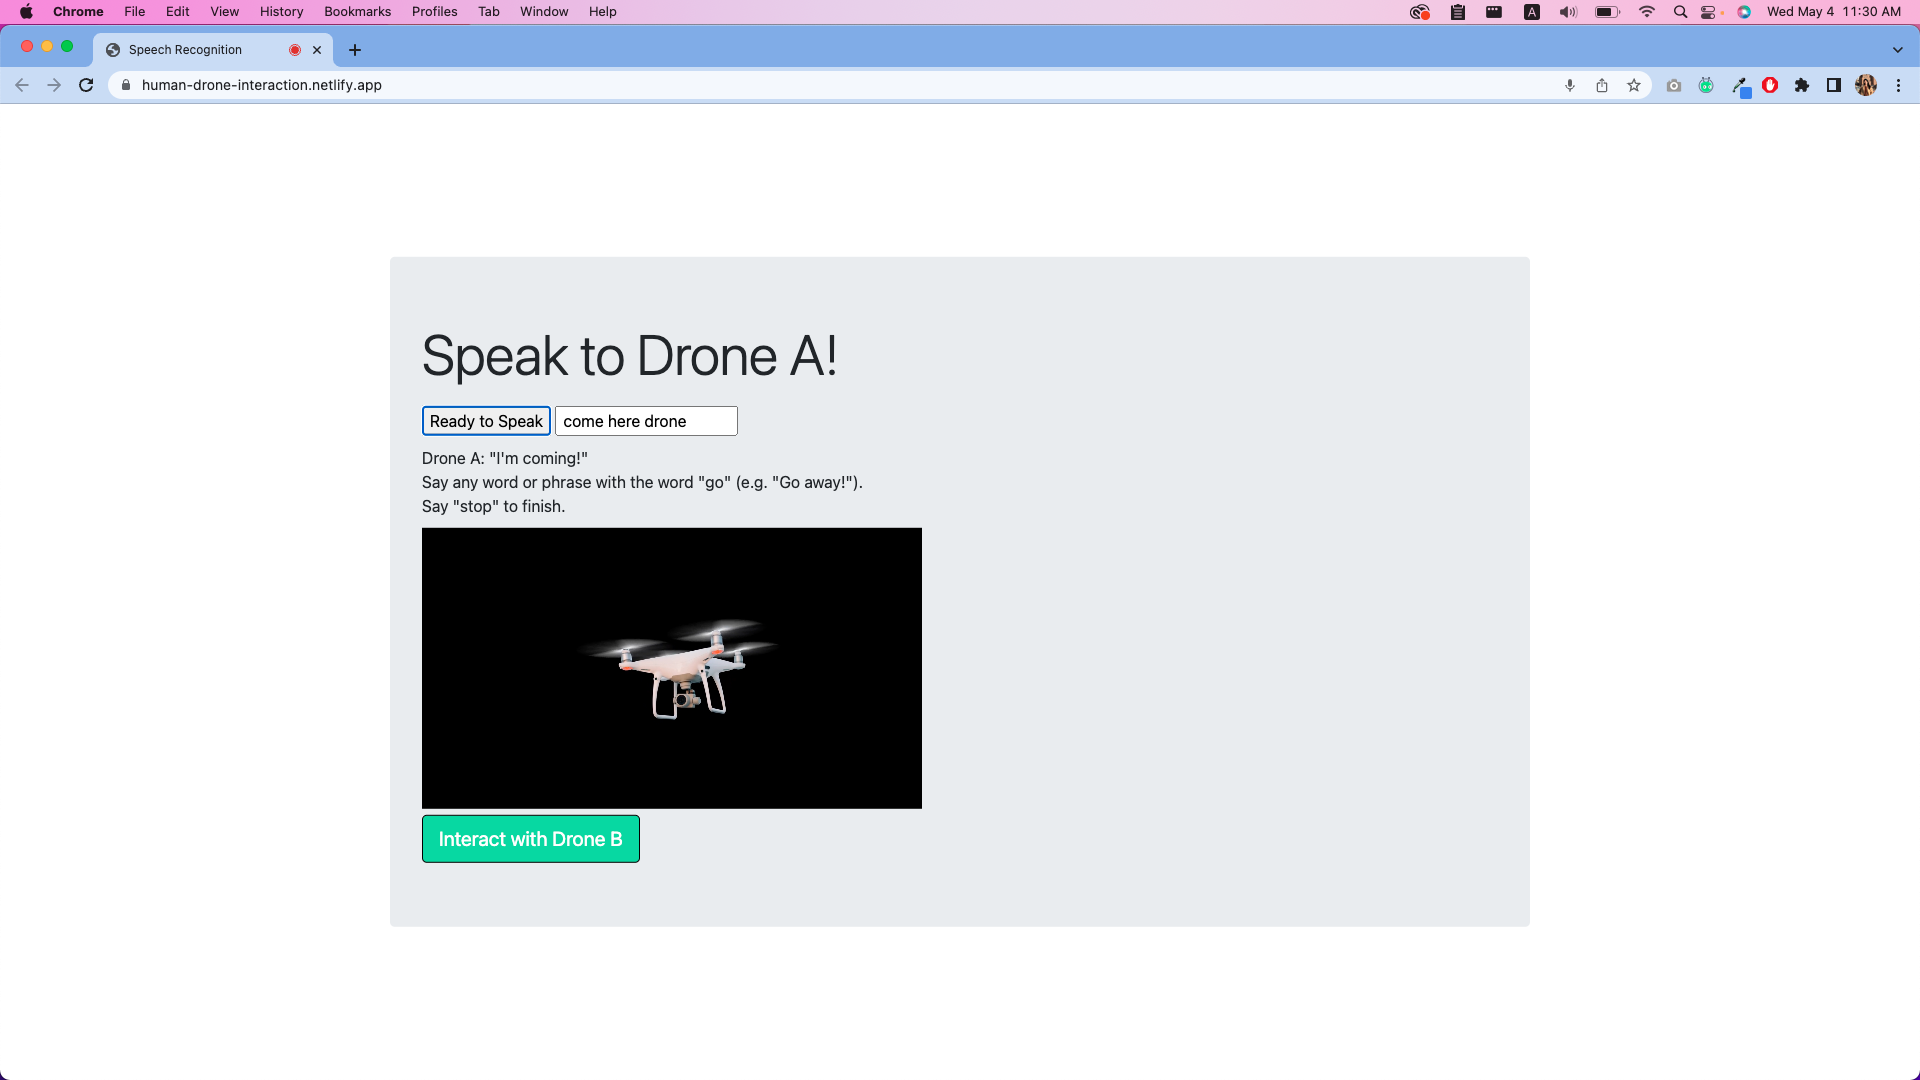 Chrome File Edit View History Bookmarks Profiles Tab Window Help A Wed May 4 11:30 AM
Speech Recognition
human-drone-interaction.netlify.app
Speak to Drone A!
Ready to Speak come here drone
Drone A: "I'm coming!"
Say any word or phrase with the word "go" (e.g. "Go away!").
Say "stop" to finish.
Interact with Drone B